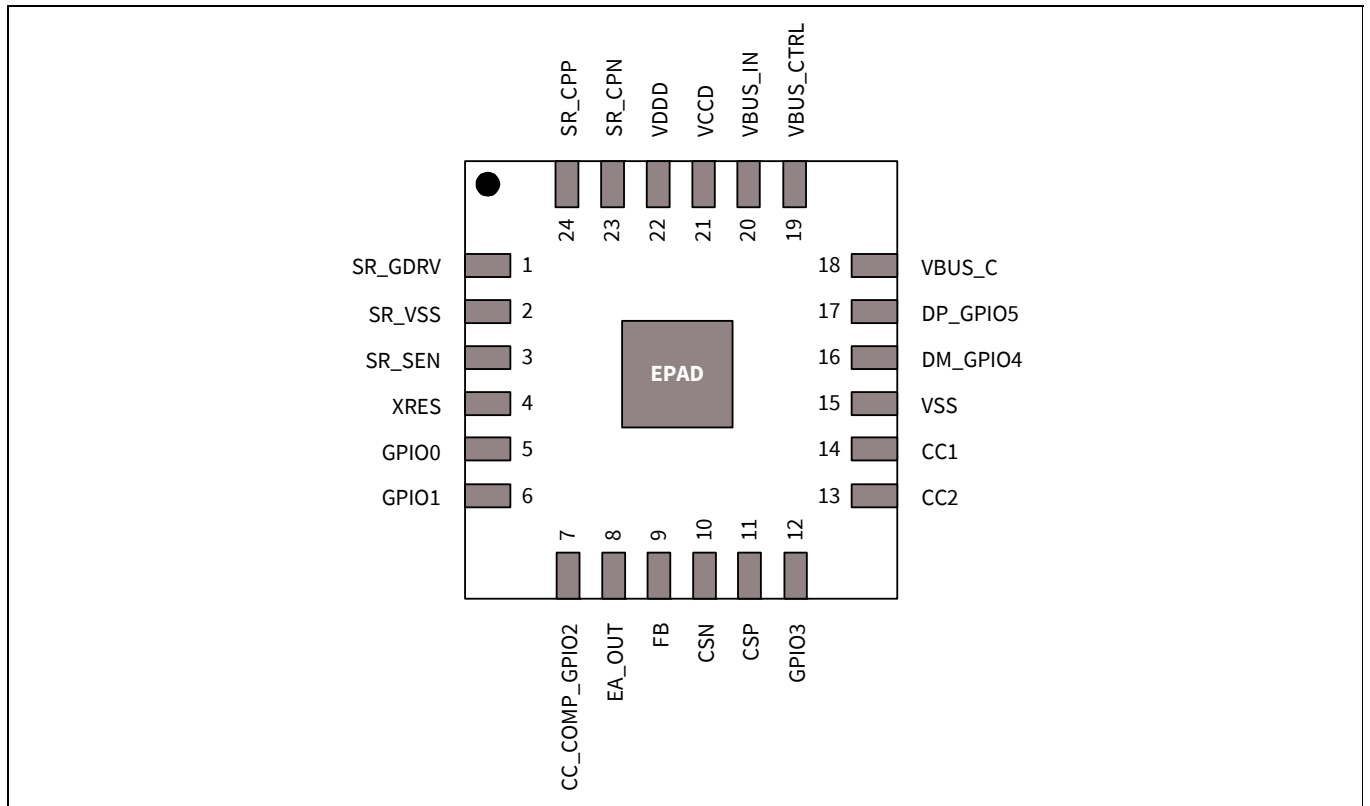 SR_CPP
SR_CPN
VDDD
VCCD
VBUS_IN
VBUS_CTRL
24
23
22
21
20
19
SR_GDRV 1
18 VBUS_C
SR_VSS 2
17 DP_GPIO5
SR_SEN 3
16 DM_GPIO4
EPAD
XRES 4
15 VSS
GPIO0 5
14 CC1
GPIO1 6
13 CC2
7
8
9
10
11
12
CC_COMP_GPIO2
EA_OUT
FB
CSN
CSP
GPIO3